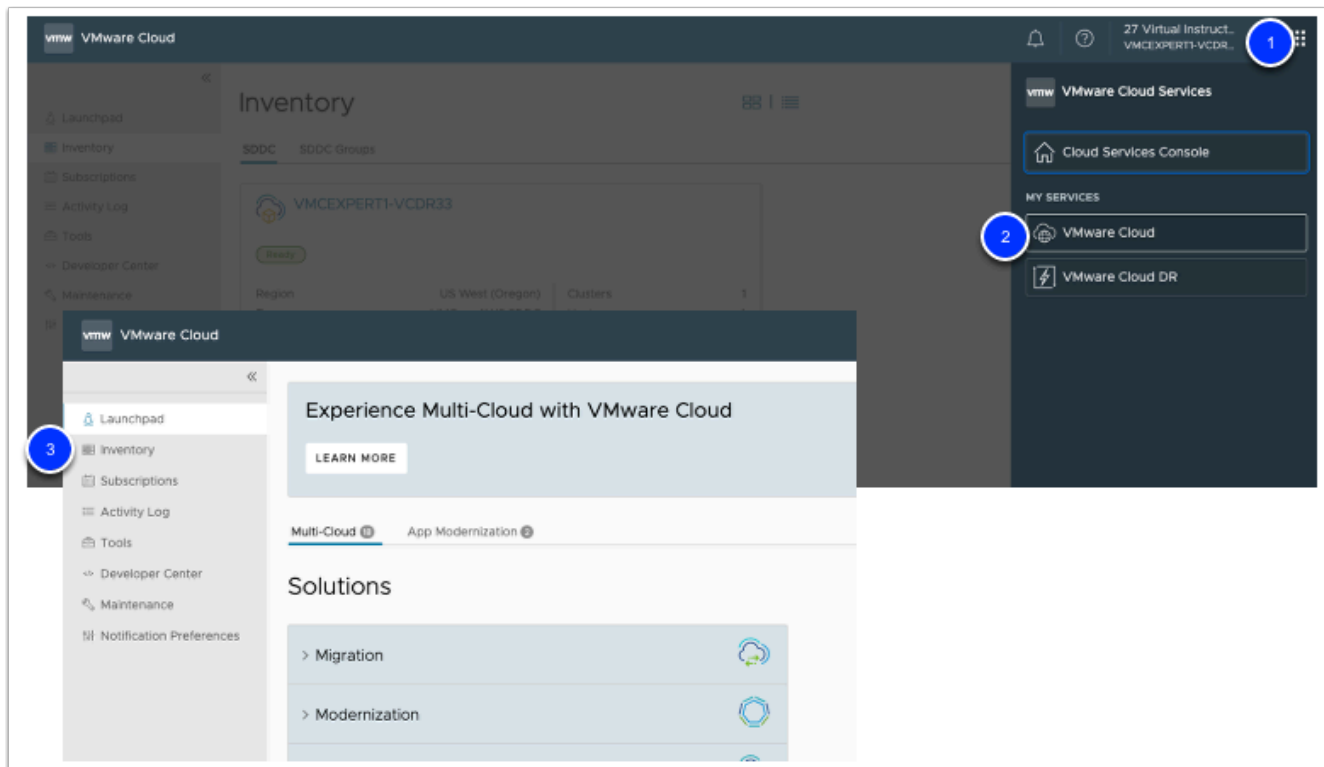 vmw VMware Cloud
27 Virtual Instruct...
VMCEXPERT1-VCDR...
1
Inventory
Launchpad
Inventory
SDDC SDDC Groups
Subscriptions
Activity Log
VMCEXPERT1-VCDR33
Tools
Ready
Developer Center
Maintenance
Region US West (Oregon) Clusters 1
vmw VMware Cloud Services
Cloud Services Console
MY SERVICES
2
VMware Cloud
VMware Cloud DR
vmw VMware Cloud
Launchpad
3
Inventory
Subscriptions
Activity Log
Tools
Developer Center
Maintenance
Notification Preferences
Experience Multi-Cloud with VMware Cloud
LEARN MORE
Multi-Cloud App Modernization 2
Solutions
> Migration
> Modernization